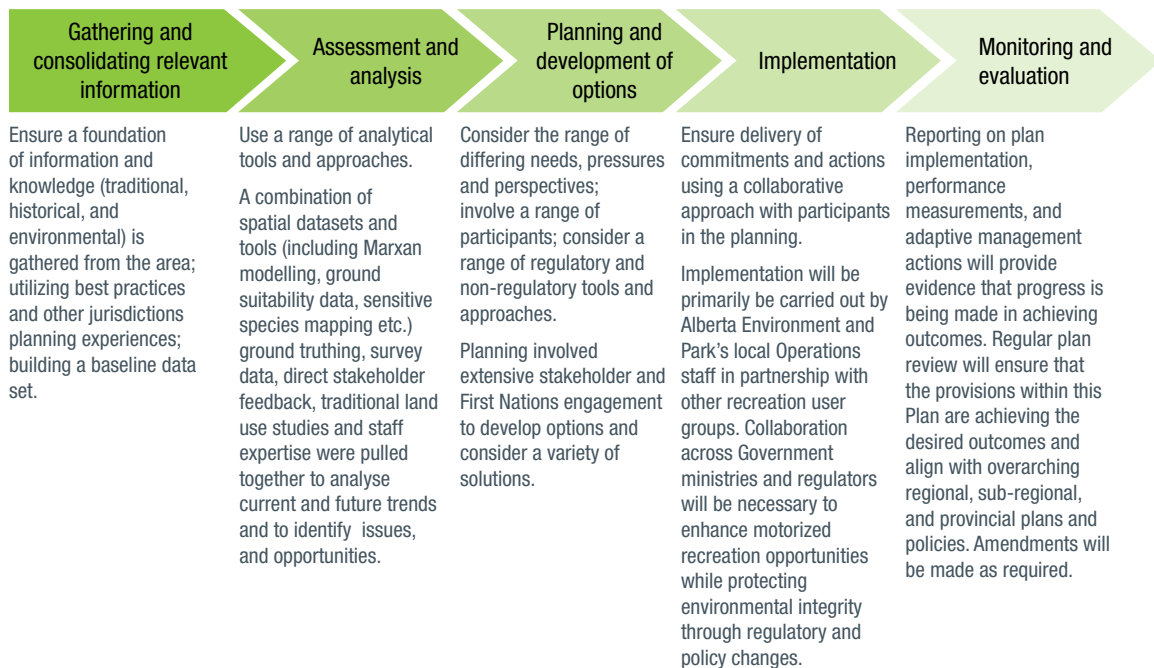 Gathering and
consolidating relevant
information
Assessment and
analysis
Planning and
development of
options
Implementation
Monitoring and
evaluation
Ensure a foundation
of information and
knowledge (traditional,
historical, and
environmental) is
gathered from the area;
utilizing best practices
and other jurisdictions
planning experiences;
building a baseline data
set.
Use a range of analytical
tools and approaches.
A combination of
spatial datasets and
tools (including Marxan
modelling, ground
suitability data, sensitive
species mapping etc.)
ground truthing, survey
data, direct stakeholder
feedback, traditional land
use studies and staff
expertise were pulled
together to analyse
current and future trends
and to identify issues,
and opportunities.
Consider the range of
differing needs, pressures
and perspectives;
involve a range of
participants; consider a
range of regulatory and
non-regulatory tools and
approaches.
Planning involved
extensive stakeholder and
First Nations engagement
to develop options and
consider a variety of
solutions.
Ensure delivery of
commitments and actions
using a collaborative
approach with participants
in the planning.
Implementation will be
primarily be carried out by
Alberta Environment and
Park's local Operations
staff in partnership with
other recreation user
groups. Collaboration
across Government
ministries and regulators
will be necessary to
enhance motorized
recreation opportunities
while protecting
environmental integrity
through regulatory and
policy changes.
Reporting on plan
implementation,
performance
measurements, and
adaptive management
actions will provide
evidence that progress is
being made in achieving
outcomes. Regular plan
review will ensure that
the provisions within this
Plan are achieving the
desired outcomes and
align with overarching
regional, sub-regional,
and provincial plans and
policies. Amendments will
be made as required.